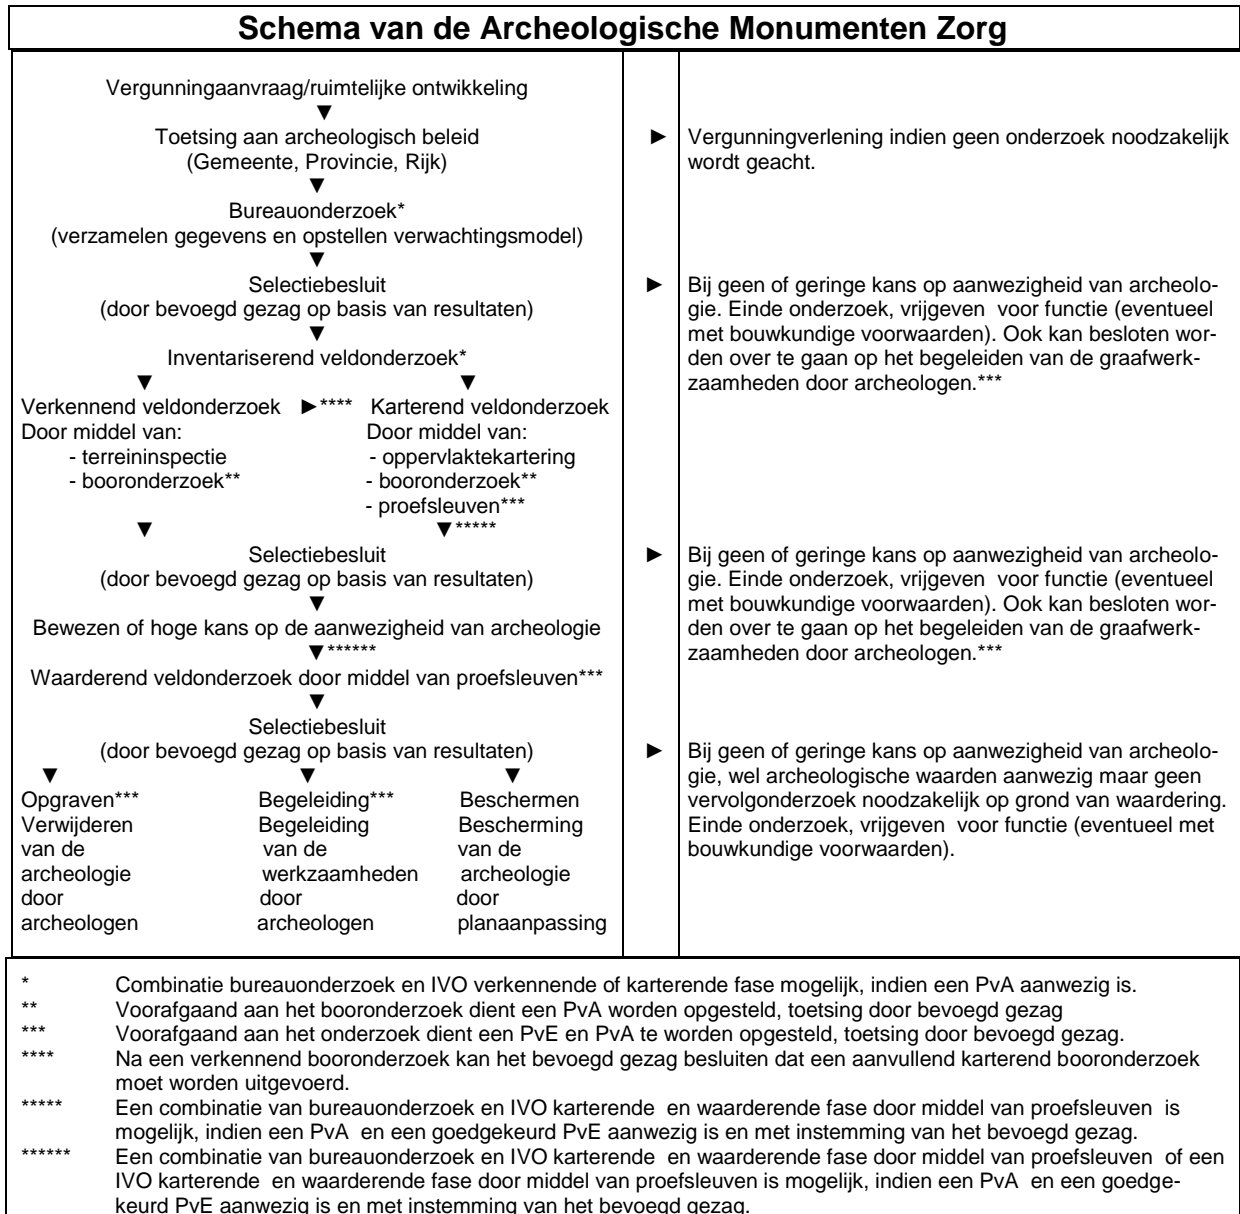 Schema van de Archeologische Monumenten Zorg
Vergunningaanvraag/ruimtelijke ontwikkeling
▼
Toetsing aan archeologisch beleid
(Gemeente, Provincie, Rijk)
► Vergunningverlening indien geen onderzoek noodzakelijk
wordt geacht.
▼
Bureauonderzoek*
(verzamelen gegevens en opstellen verwachtingsmodel)
▼
Selectiebesluit
(door bevoegd gezag op basis van resultaten)
► Bij geen of geringe kans op aanwezigheid van archeolo-
gie. Einde onderzoek, vrijgeven voor functie (eventueel
met bouwkundige voorwaarden). Ook kan besloten wor-
den over te gaan op het begeleiden van de graafwerk-
zaamheden door archeologen.***
▼
Inventariserend veldonderzoek*
▼ ▼
Verkennend veldonderzoek ►**** Karterend veldonderzoek
Door middel van: Door middel van:
- terreininspectie - oppervlaktekartering
- booronderzoek** - booronderzoek**
- proefsleuven***
▼ ▼*****
Selectiebesluit
(door bevoegd gezag op basis van resultaten)
► Bij geen of geringe kans op aanwezigheid van archeolo-
gie. Einde onderzoek, vrijgeven voor functie (eventueel
met bouwkundige voorwaarden). Ook kan besloten wor-
den over te gaan op het begeleiden van de graafwerk-
zaamheden door archeologen.***
▼
Bewezen of hoge kans op de aanwezigheid van archeologie
▼******
Waarderend veldonderzoek door middel van proefsleuven***
▼
Selectiebesluit
(door bevoegd gezag op basis van resultaten)
► Bij geen of geringe kans op aanwezigheid van archeolo-
gie, wel archeologische waarden aanwezig maar geen
vervolgonderzoek noodzakelijk op grond van waardering.
Einde onderzoek, vrijgeven voor functie (eventueel met
bouwkundige voorwaarden).
▼ ▼ ▼
Opgraven*** Begeleiding*** Beschermen
Verwijderen Begeleiding Bescherming
van de van de van de
archeologie werkzaamheden archeologie
door door door
archeologen archeologen planaanpassing
* Combinatie bureauonderzoek en IVO verkennende of karterende fase mogelijk, indien een PvA aanwezig is.
** Voorafgaand aan het booronderzoek dient een PvA worden opgesteld, toetsing door bevoegd gezag
*** Voorafgaand aan het onderzoek dient een PvE en PvA te worden opgesteld, toetsing door bevoegd gezag.
**** Na een verkennend booronderzoek kan het bevoegd gezag besluiten dat een aanvullend karterend booronderzoek
moet worden uitgevoerd.
***** Een combinatie van bureauonderzoek en IVO karterende en waarderende fase door middel van proefsleuven is
mogelijk, indien een PvA en een goedgekeurd PvE aanwezig is en met instemming van het bevoegd gezag.
****** Een combinatie van bureauonderzoek en IVO karterende en waarderende fase door middel van proefsleuven of een
IVO karterende en waarderende fase door middel van proefsleuven is mogelijk, indien een PvA en een goedge-
keurd PvE aanwezig is en met instemming van het bevoegd gezag.